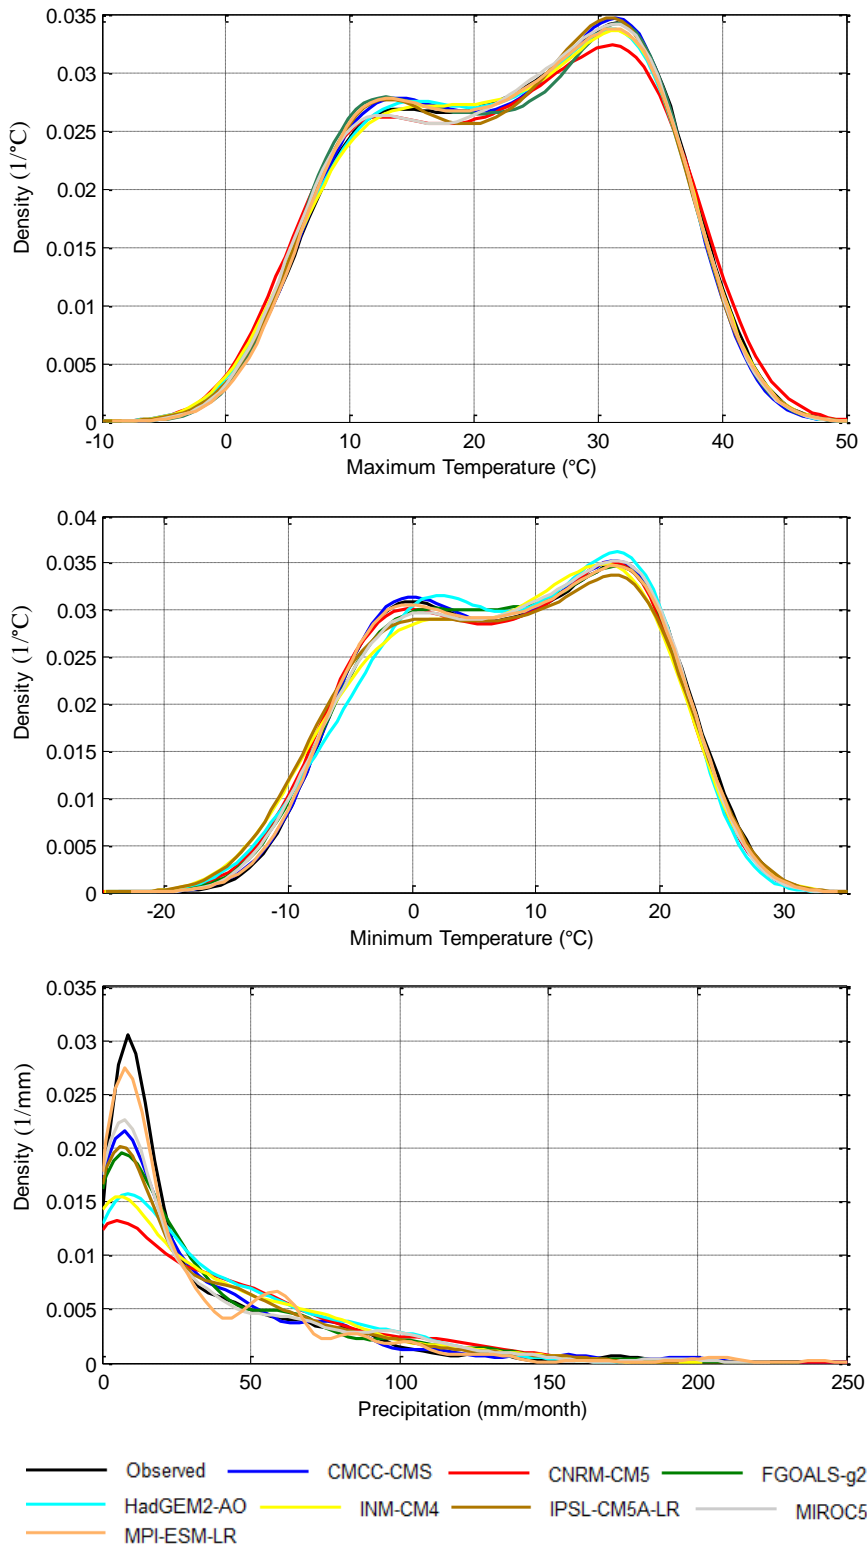 0.035
0.03
0.025
0.02
0.015
0.01
0.005
0
Density (1/°C)
-10 0 10 20 30 40 50
Maximum Temperature (°C)
0.04
0.035
0.03
0.025
0.02
0.015
0.01
0.005
0
Density (1/°C)
-20 -10 0 10 20 30
Minimum Temperature (°C)
0.035
0.03
0.025
0.02
0.015
0.01
0.005
0
Density (1/mm)
0 50 100 150 200 250
Precipitation (mm/month)
Observed CMCC-CMS CNRM-CM5 FGOALS-g2
HadGEM2-AO INM-CM4 IPSL-CM5A-LR MIROC5
MPI-ESM-LR